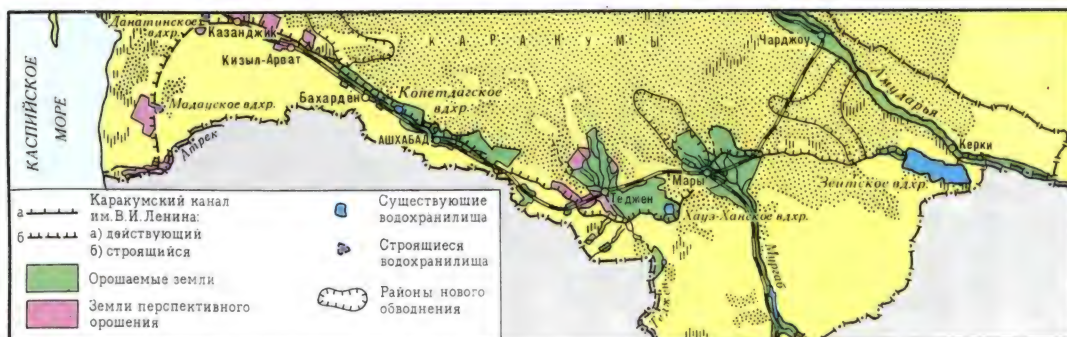 Данатинское
вдхр.
Казанджик
Кизыл-Арват
КАРАКУМЫ
Чарджоу
Амударья
Керки
Зеитское вдхр.
КАСПИЙСКОЕ
МОРЕ
Мадауское вдхр.
Бахарден
Копетдагское
вдхр.
АШХАБАД
Атрек
Мары
Теджен
Хауз-Ханское вдхр.
Мургаб
а
б
Каракумский канал
им.В.И.Ленина:
а) действующий
б) строящийся
Орошаемые земли
Земли перспективного
орошения
Существующие
водохранилища
Строящиеся
водохранилища
Районы нового
обводнения